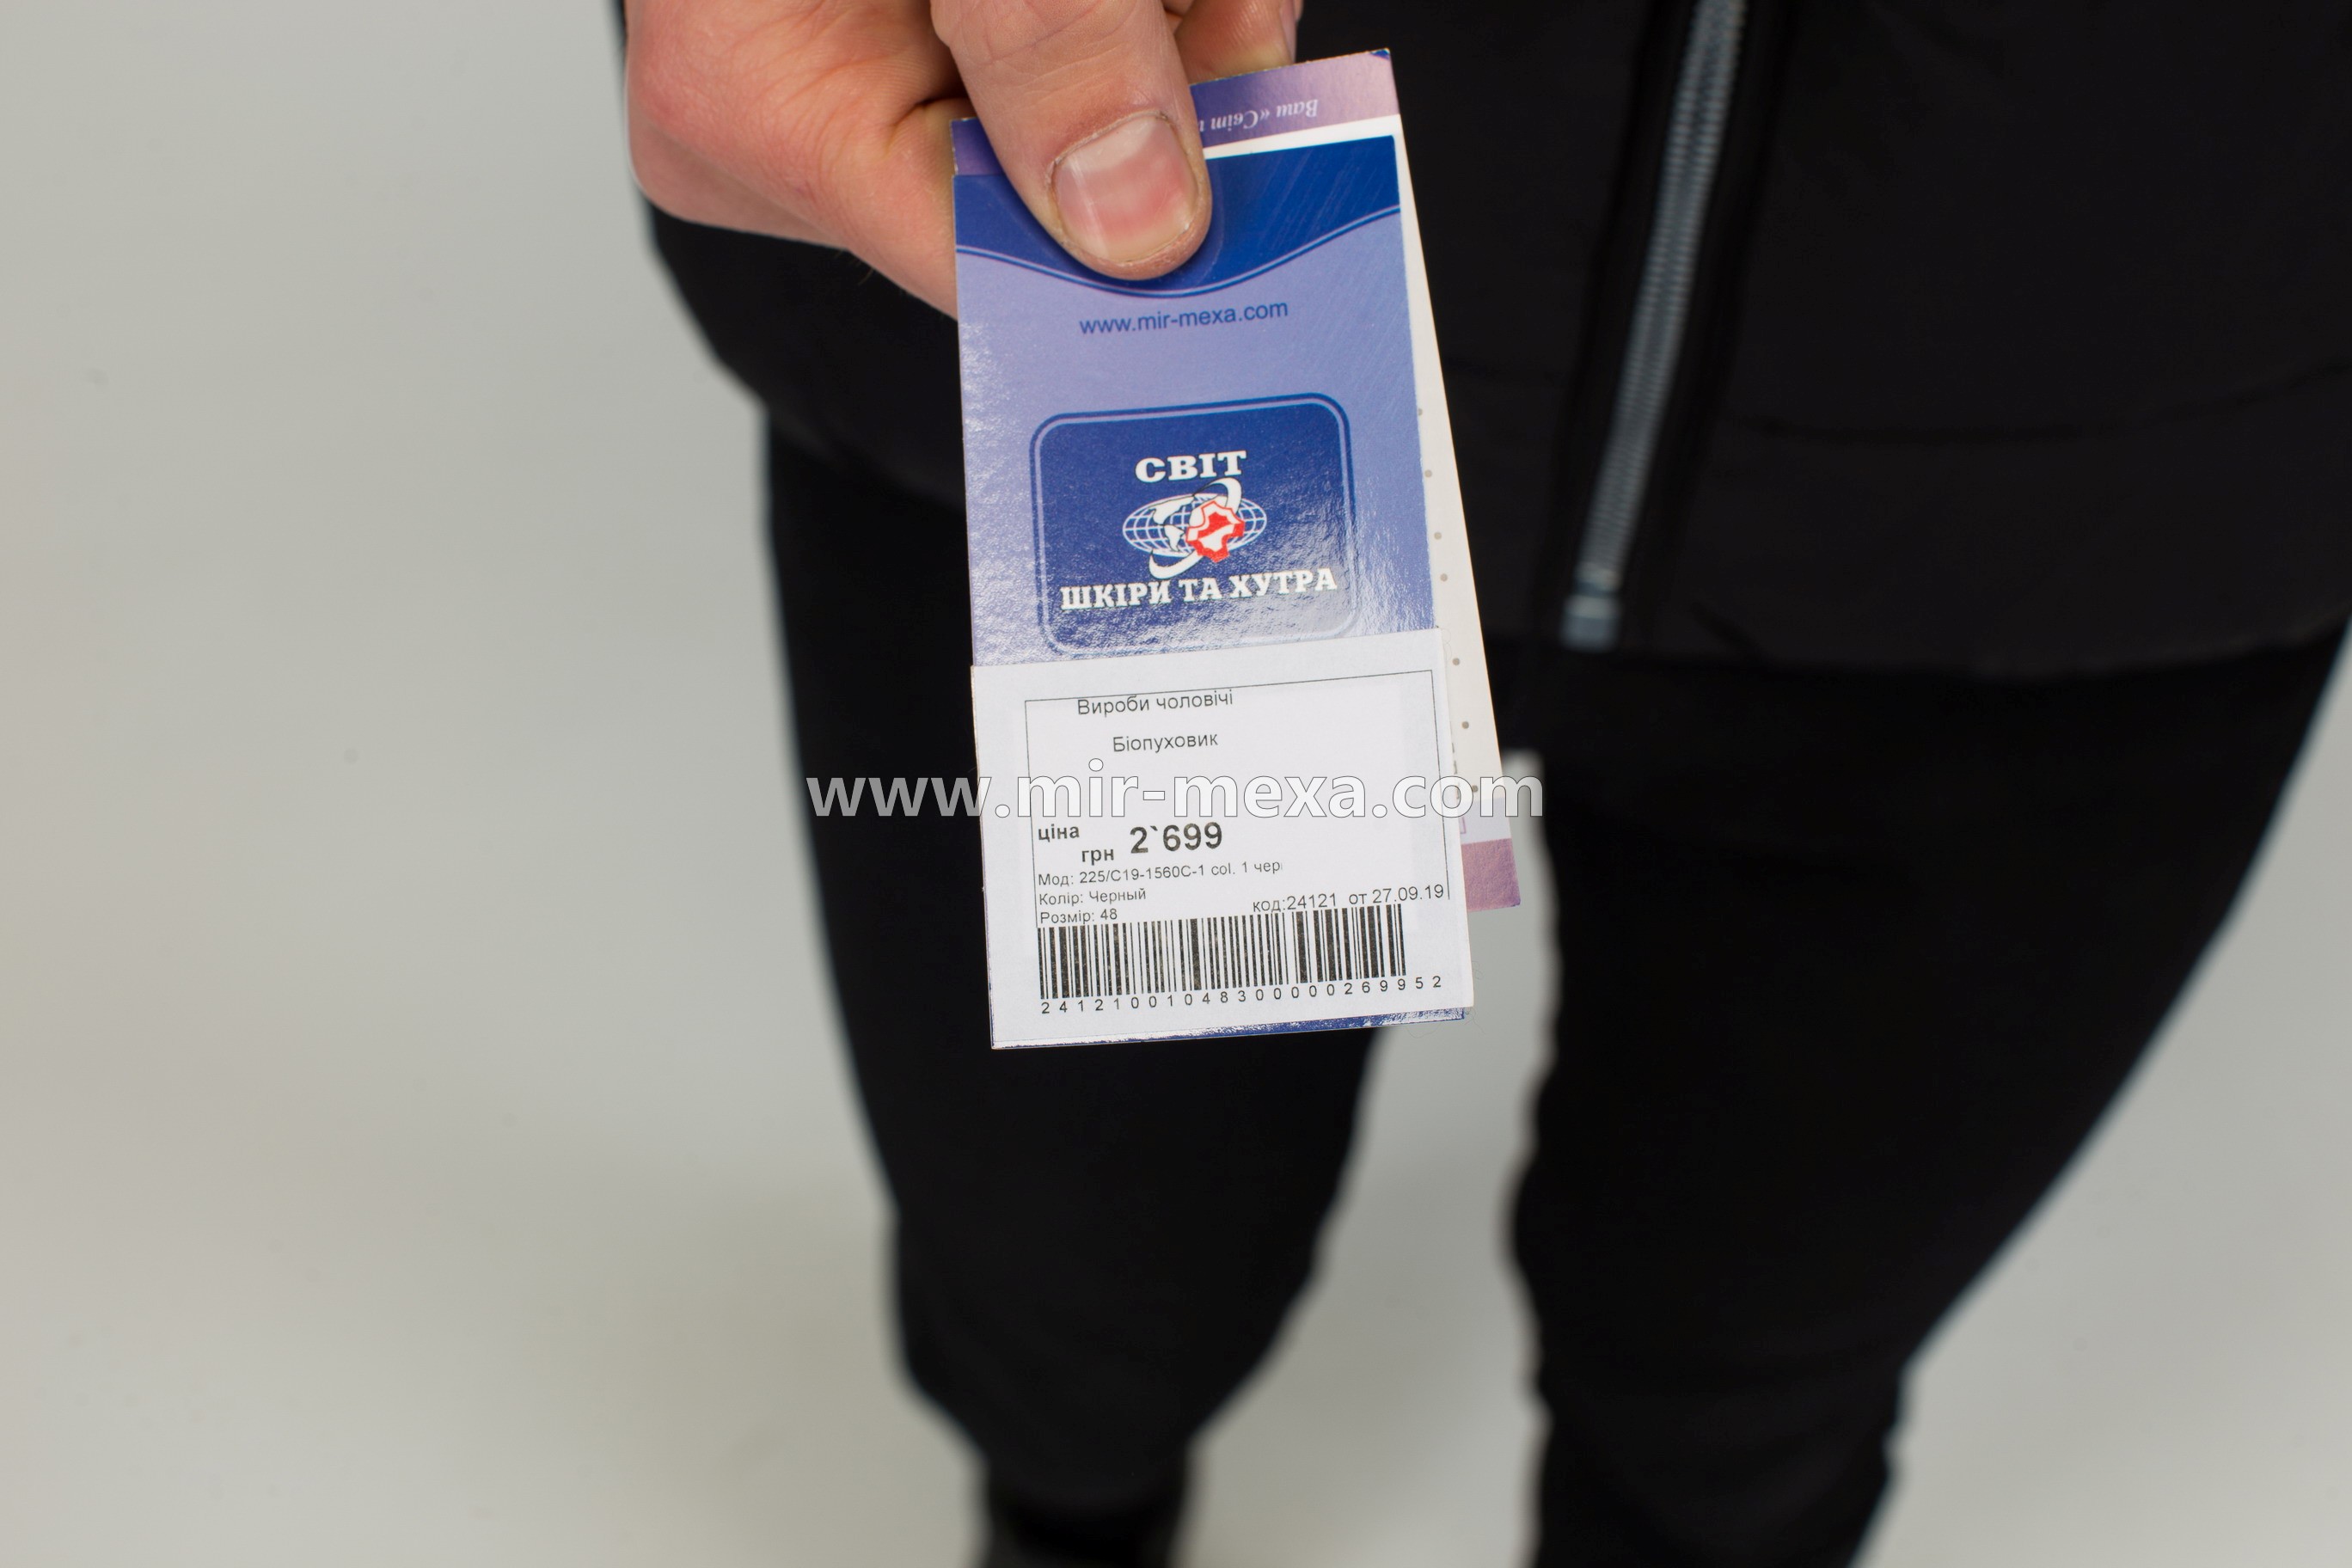 Ваш «Світ
www.mir-mexa.com
СВІТ
ШКІРИ ТА ХУТРА
Вироби чоловічі
Біопуховик
www.mir-mexa.com
ціна
грн 2`699
Мод: 225/C19-1560C-1 col. 1 чер
Колір: Черный
Розмір: 48 код:24121 от 27.09.19
24121001048300000269952